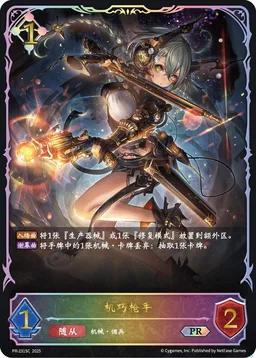 1
入场曲 将1张『生产器械』或1张『修复模式』放置到额外区。
谢幕曲 将手牌中的1张机械·卡牌丢弃:抽取1张卡牌。
机巧枪手
1
随从
机械·佣兵
PR
2
PR-231SC 2025
© Cygames, Inc. Published by NetEase Games